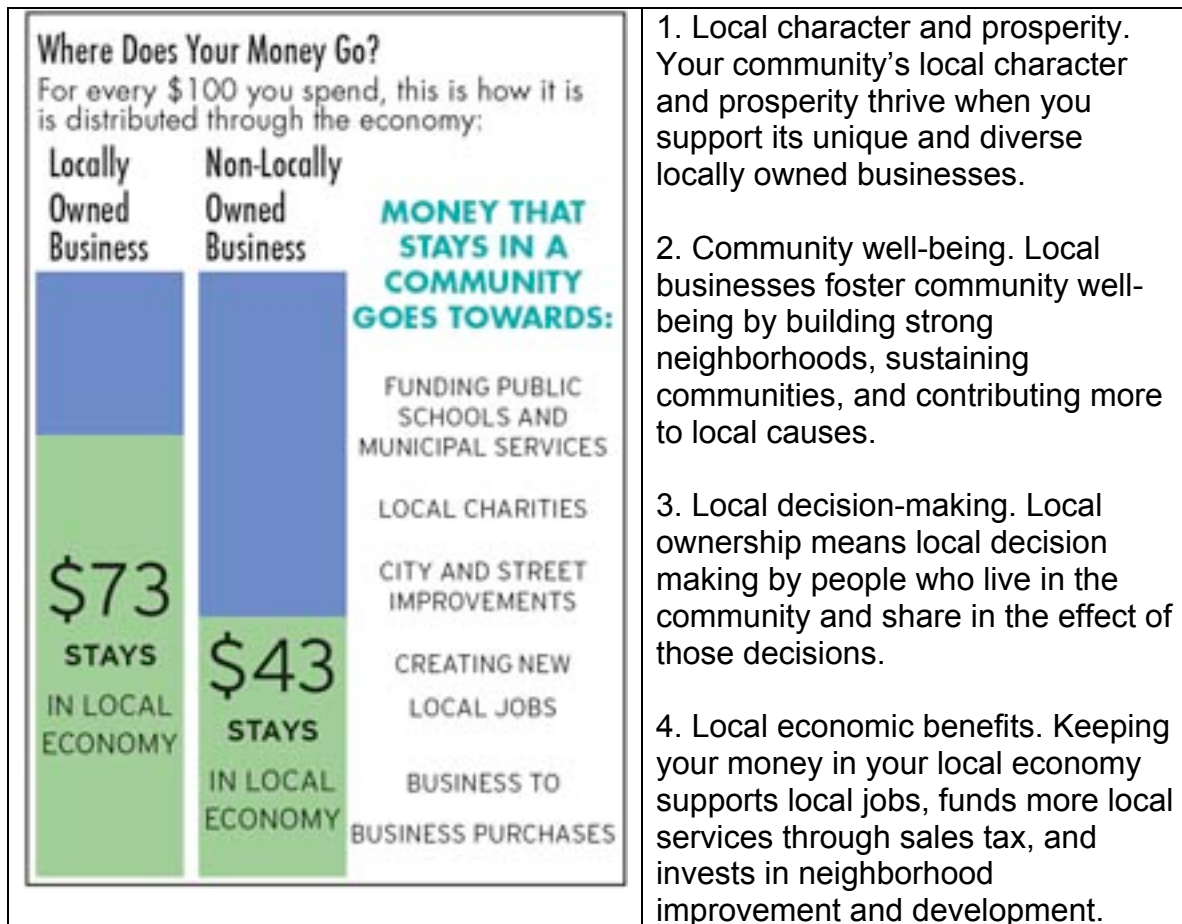 Where Does Your Money Go?
For every $100 you spend, this is how it is
is distributed through the economy:
Locally
Owned
Business
Non-Locally
Owned
Business
$73
STAYS
IN LOCAL
ECONOMY
$43
STAYS
IN LOCAL
ECONOMY
MONEY THAT
STAYS IN A
COMMUNITY
GOES TOWARDS:
FUNDING PUBLIC
SCHOOLS AND
MUNICIPAL SERVICES
LOCAL CHARITIES
CITY AND STREET
IMPROVEMENTS
CREATING NEW
LOCAL JOBS
BUSINESS TO
BUSINESS PURCHASES
1. Local character and prosperity.
Your community’s local character
and prosperity thrive when you
support its unique and diverse
locally owned businesses.
2. Community well-being. Local
businesses foster community well-
being by building strong
neighborhoods, sustaining
communities, and contributing more
to local causes.
3. Local decision-making. Local
ownership means local decision
making by people who live in the
community and share in the effect of
those decisions.
4. Local economic benefits. Keeping
your money in your local economy
supports local jobs, funds more local
services through sales tax, and
invests in neighborhood
improvement and development.